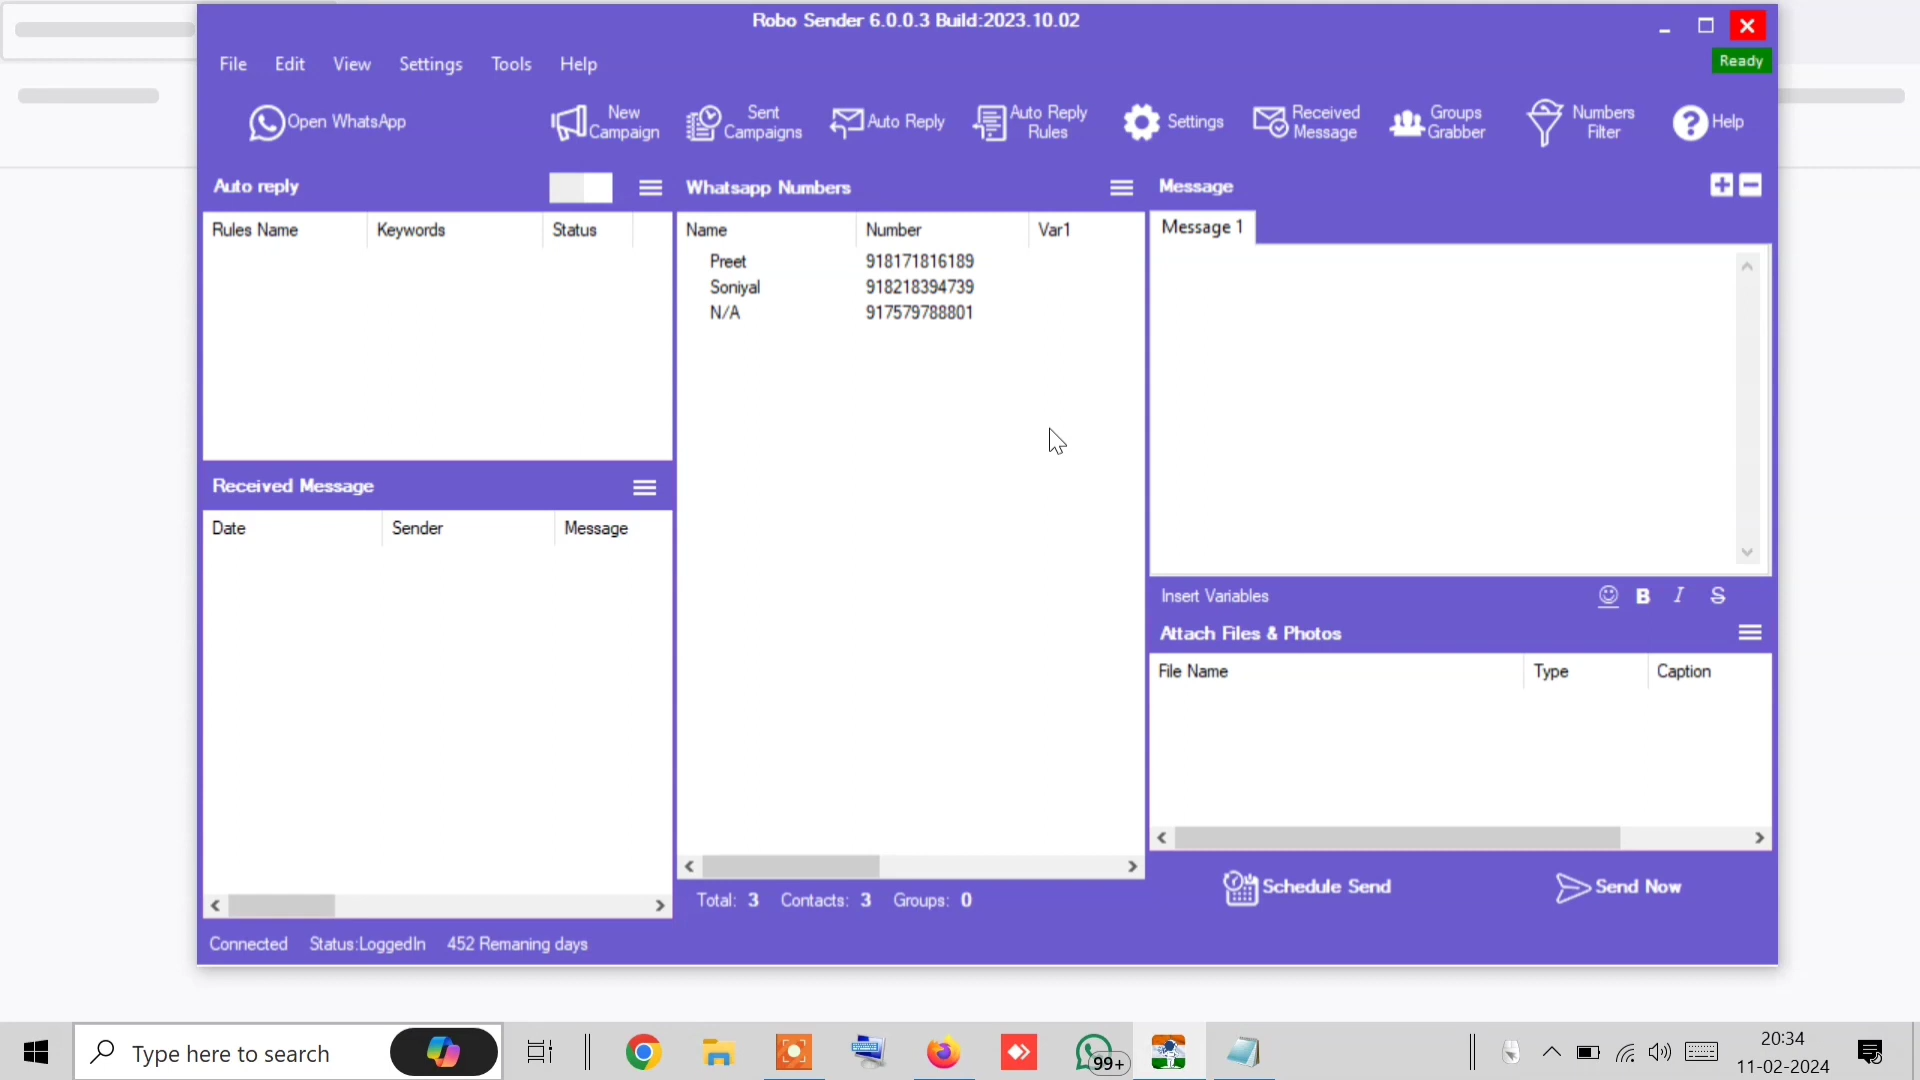 Robo Sender 6.0.0.3 Build:2023.10.02
File Edit View Settings Tools Help
Ready
Open WhatsApp
New Campaign
Sent Campaigns
Auto Reply
Auto Reply Rules
Settings
Received Message
Groups Grabber
Numbers Filter
Help
Auto reply
Rules Name Keywords Status
Received Message
Date Sender Message
Whatsapp Numbers
Name Number Var1
Preet 918171816189
Soniyal 918218394739
N/A 917579788801
Total: 3 Contacts: 3 Groups: 0
Message
Message 1
Insert Variables
B I S
Attach Files & Photos
File Name Type Caption
Schedule Send
Send Now
Connected Status:LoggedIn 452 Remaning days
Type here to search
99+
20:34
11-02-2024